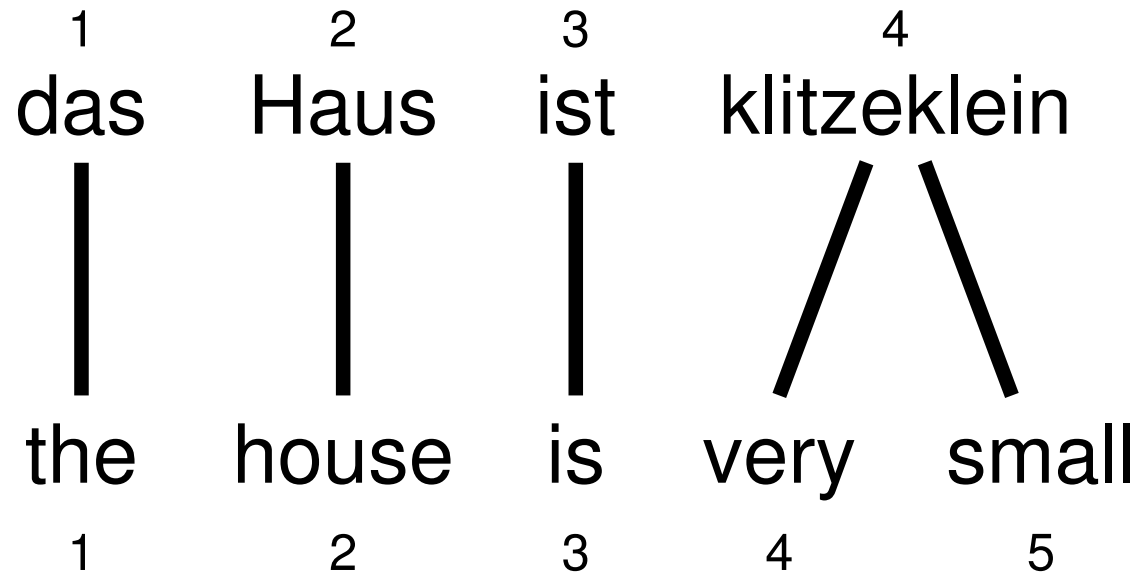 1 2 3 4
das Haus ist klitzeklein
the house is very small
1 2 3 4 5